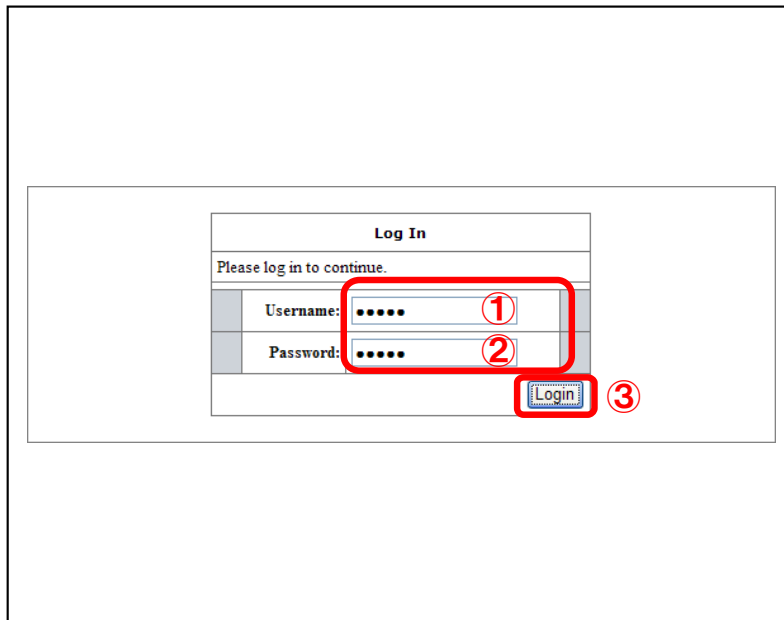 Log In
Please log in to continue.
Username: ●●●●● ①
Password: ●●●●● ②
Login ③